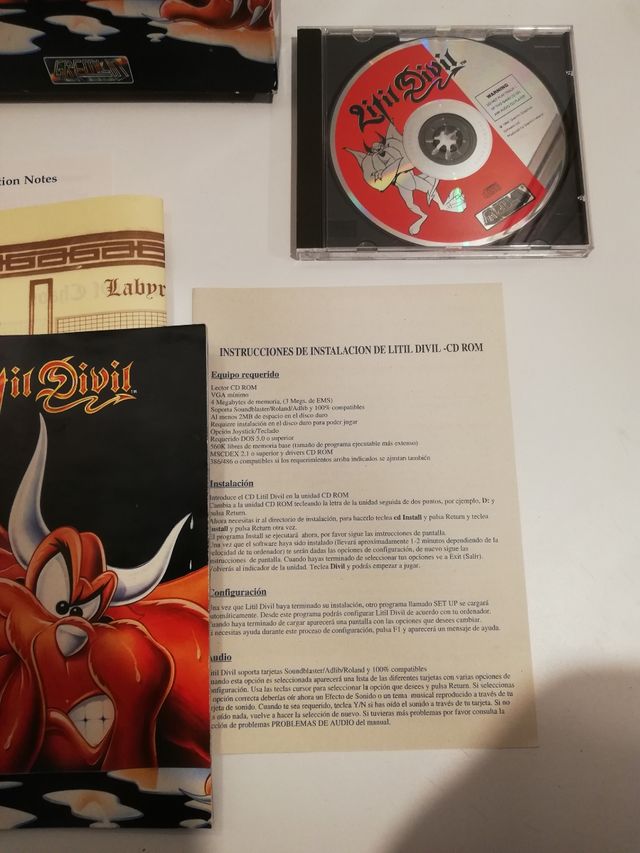 GREMLIN
Litil Divil
WARNING
tion Notes
Labyr
til Divil™
INSTRUCCIONES DE INSTALACION DE LITIL DIVIL -CD ROM
Equipo requerido
Lector CD ROM
VGA mínimo
4 Megabytes de memoria, (3 Megs. de EMS)
Soporta Soundblaster/Roland/Adlib y 100% compatibles
Al menos 2MB de espacio en el disco duro
Requiere instalación en el disco duro para poder jugar
Opción Joystick/Teclado
Requerido DOS 5.0 o superior
560K libres de memoria base (tamaño de programa ejecutable más extenso)
MSCDEX 2.1 o superior y drivers CD ROM
386/486 o compatibles si los requerimientos arriba indicados se ajustan también
Instalación
Introduce el CD Litil Divil en la unidad CD ROM
Cambia a la unidad CD ROM tecleando la letra de la unidad seguida de dos puntos, por ejemplo, D: y
pulsa Return.
Ahora necesitas ir al directorio de instalación, para hacerlo teclea cd Install y pulsa Return y teclea
Install y pulsa Return otra vez.
El programa Install se ejecutará ahora, por favor sigue las instrucciones de pantalla.
Una vez que el software haya sido instalado (llevará aproximadamente 1-2 minutos dependiendo de la
velocidad de tu ordenador) te serán dadas las opciones de configuración, de nuevo sigue las
instrucciones de pantalla. Cuando hayas terminado de seleccionar tus opciones ve a Exit (Salir).
Volverás al indicador de la unidad. Teclea Divil y podrás empezar a jugar.
Configuración
Una vez que Litil Divil haya terminado su instalación, otro programa llamado SET UP se cargará
automáticamente. Desde este programa podrás configurar Litil Divil de acuerdo con tu ordenador.
Cuando haya terminado de cargar aparecerá una pantalla con las opciones que desees cambiar.
i necesitas ayuda durante este proceso de configuración, pulsa F1 y aparecerá un mensaje de ayuda.
Audio
itil Divil soporta tarjetas Soundblaster/Adlib/Roland y 100% compatibles
uando esta opción es seleccionada aparecerá una lista de las diferentes tarjetas con varias opciones de
onfiguración. Usa las teclas cursor para seleccionar la opción que desees y pulsa Return. Si seleccionas
opción correcta deberías oír ahora un Efecto de Sonido o un tema musical reproducido a través de tu
rjeta de sonido. Cuando te sea requerido, teclea Y/N si has oído el sonido a través de tu tarjeta. Si no
s oído nada, vuelve a hacer la selección de nuevo. Si tuvieras más problemas por favor consulta la
cción de problemas PROBLEMAS DE AUDIO del manual.